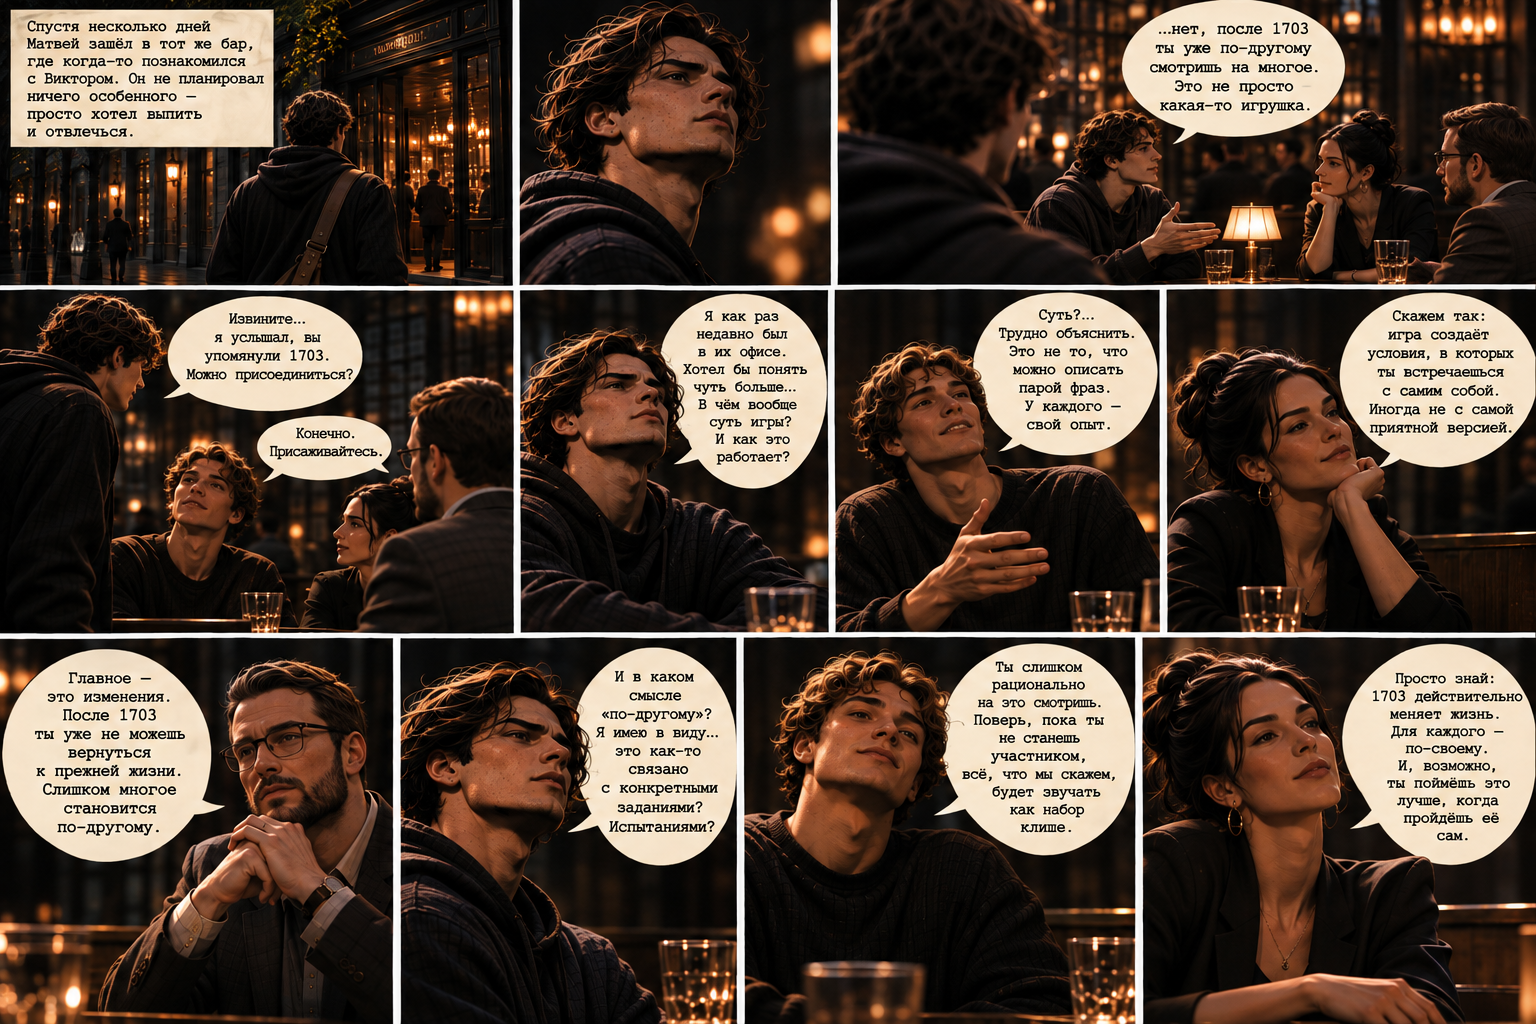 Спустя несколько дней
Матвей зашёл в тот же бар,
где когда-то познакомился
с Виктором. Он не планировал
ничего особенного —
просто хотел выпить
и отвлечься.
...нет, после 1703
ты уже по-другому
смотришь на многое.
Это не просто
какая-то игрушка.
Извините...
я услышал, вы
упомянули 1703.
Можно присоединиться?
Конечно.
Присаживайтесь.
Я как раз
недавно был
в их офисе.
Хотел бы понять
чуть больше...
В чём вообще
суть игры?
И как это
работает?
Суть?...
Трудно объяснить.
Это не то, что
можно описать
парой фраз.
У каждого —
свой опыт.
Скажем так:
игра создаёт
условия, в которых
ты встречаешься
с самим собой.
Иногда не с самой
приятной версией.
Главное —
это изменения.
После 1703
ты уже не можешь
вернуться
к прежней жизни.
Слишком многое
становится
по-другому.
И в каком
смысле
«по-другому»?
Я имею в виду...
это как-то
связано
с конкретными
заданиями?
Испытаниями?
Ты слишком
рационально
на это смотришь.
Поверь, пока ты
не станешь
участником,
всё, что мы скажем,
будет звучать
как набор
клише.
Просто знай:
1703 действительно
меняет жизнь.
Для каждого —
по-своему.
И, возможно,
ты поймёшь это
лучше, когда
пройдёшь её
сам.